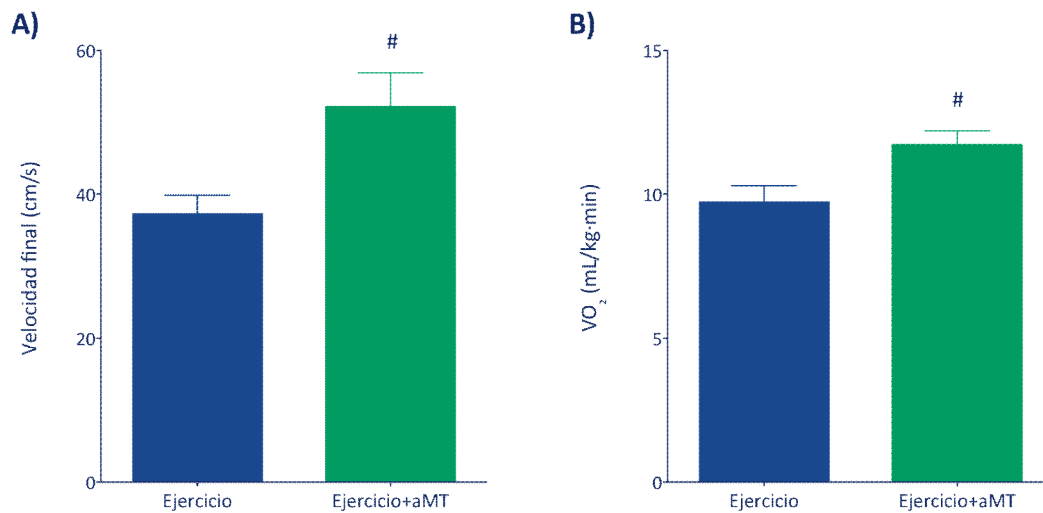 A)
#
60
40
20
0
Velocidad final (cm/s)
Ejercicio
Ejercicio+aMT
B)
#
15
10
5
0
VO₂ (mL/kg·min)
Ejercicio
Ejercicio+aMT